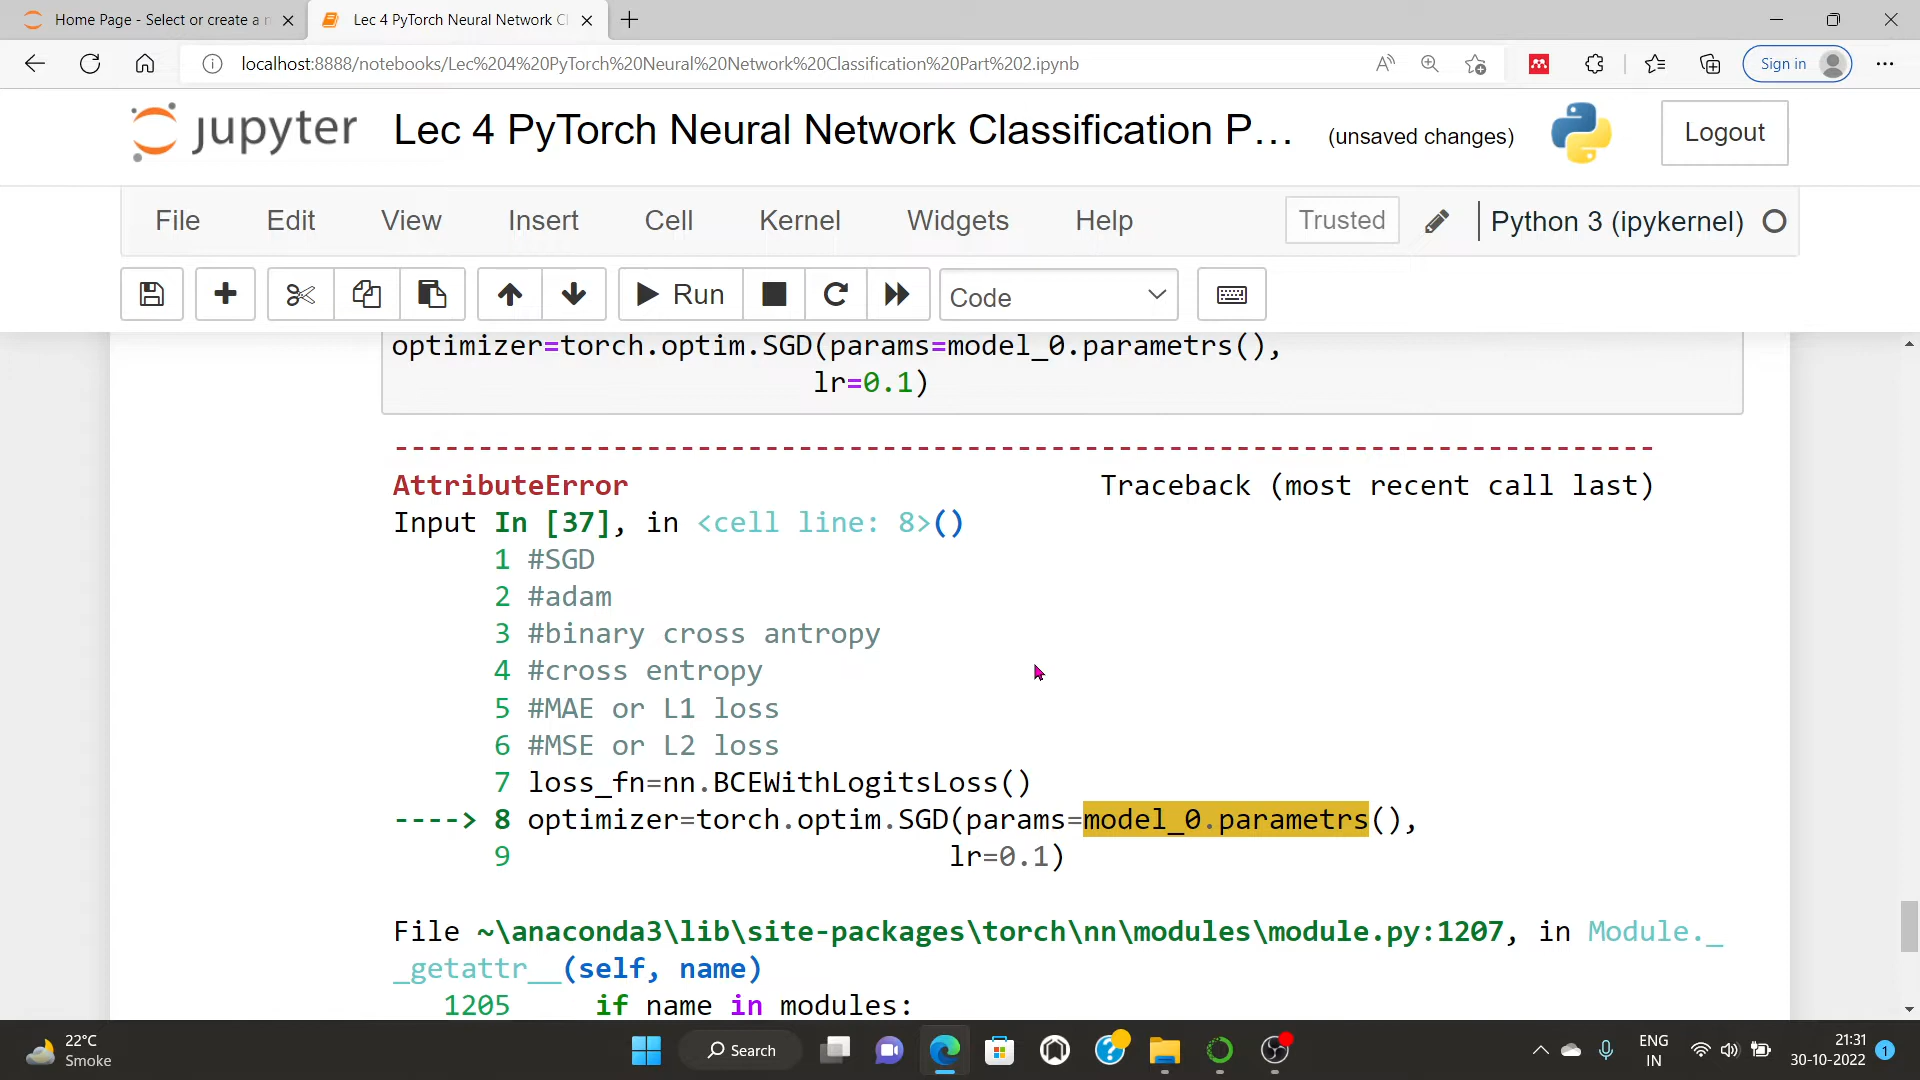 Home Page - Select or create a n
Lec 4 PyTorch Neural Network Cl
localhost:8888/notebooks/Lec%204%20PyTorch%20Neural%20Network%20Classification%20Part%202.ipynb
Sign in
jupyter Lec 4 PyTorch Neural Network Classification P... (unsaved changes)
Logout
File Edit View Insert Cell Kernel Widgets Help
Trusted
Python 3 (ipykernel)
Run
Code
optimizer=torch.optim.SGD(params=model_0.parametrs(),
lr=0.1)
---------------------------------------------------------------------------
AttributeError Traceback (most recent call last)
Input In [37], in <cell line: 8>()
1 #SGD
2 #adam
3 #binary cross antropy
4 #cross entropy
5 #MAE or L1 loss
6 #MSE or L2 loss
7 loss_fn=nn.BCEWithLogitsLoss()
----> 8 optimizer=torch.optim.SGD(params=model_0.parametrs(),
9 lr=0.1)
File ~\anaconda3\lib\site-packages\torch\nn\modules\module.py:1207, in Module._
_getattr__(self, name)
1205 if name in modules:
22°C
Smoke
Search
ENG
IN
21:31
30-10-2022
1